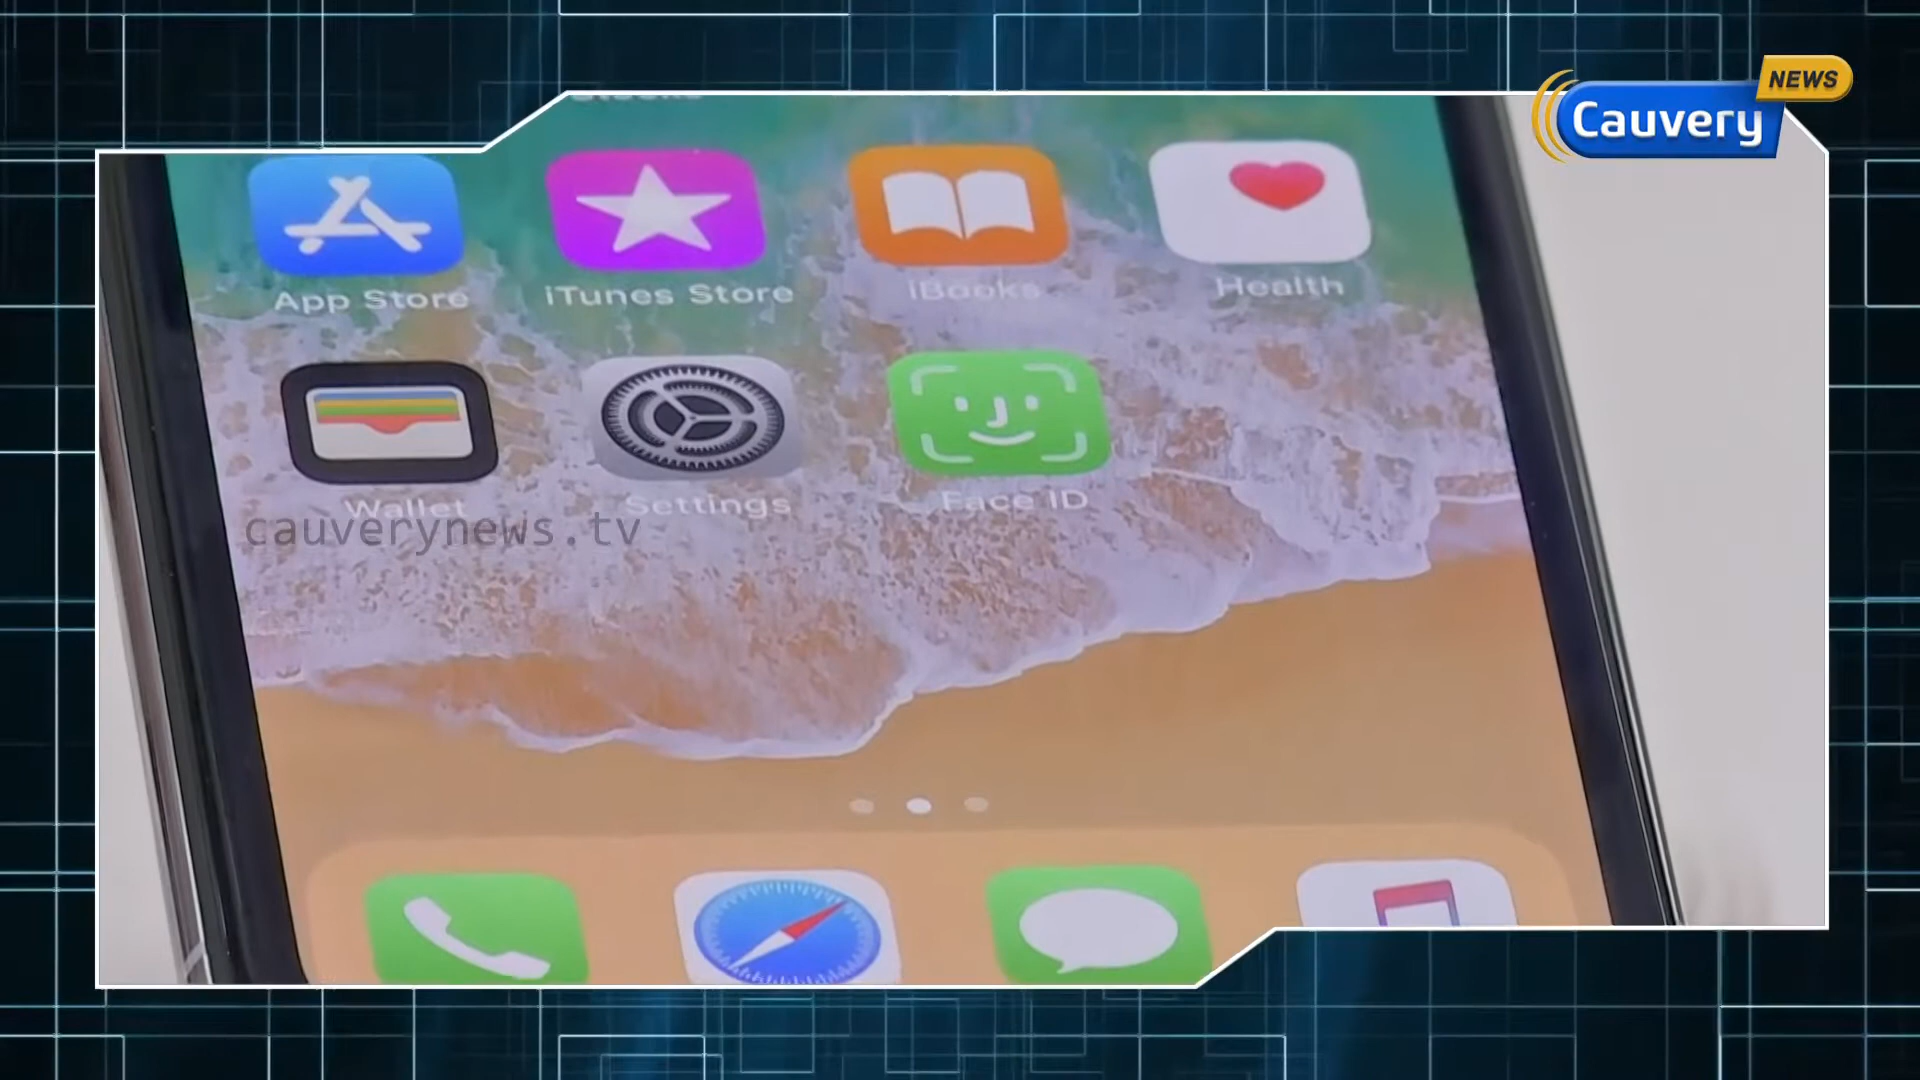 NEWS
Cauvery
App Store
iTunes Store
iBooks
Health
Wallet
Settings
Face ID
cauverynews.tv